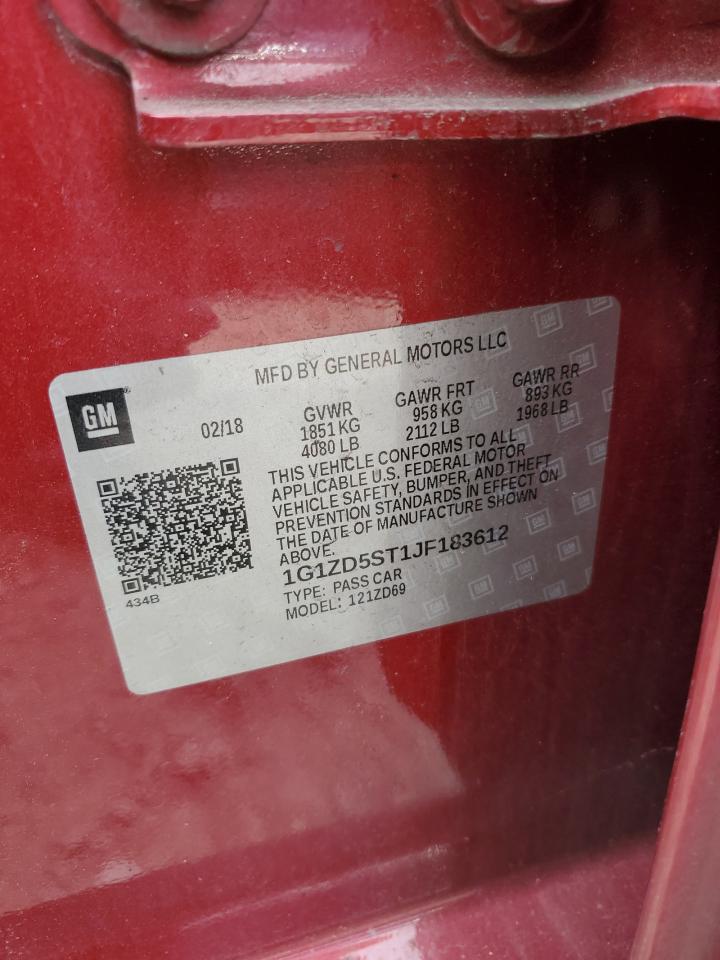 MFD BY GENERAL MOTORS LLC
GM
02/18
GVWR
1851 KG
4080 LB
GAWR FRT
958 KG
2112 LB
GAWR RR
893 KG
1968 LB
THIS VEHICLE CONFORMS TO ALL
APPLICABLE U.S. FEDERAL MOTOR
VEHICLE SAFETY, BUMPER, AND THEFT
PREVENTION STANDARDS IN EFFECT ON
THE DATE OF MANUFACTURE SHOWN
ABOVE.
1G1ZD5ST1JF183612
TYPE: PASS CAR
MODEL: 121ZD69
434B